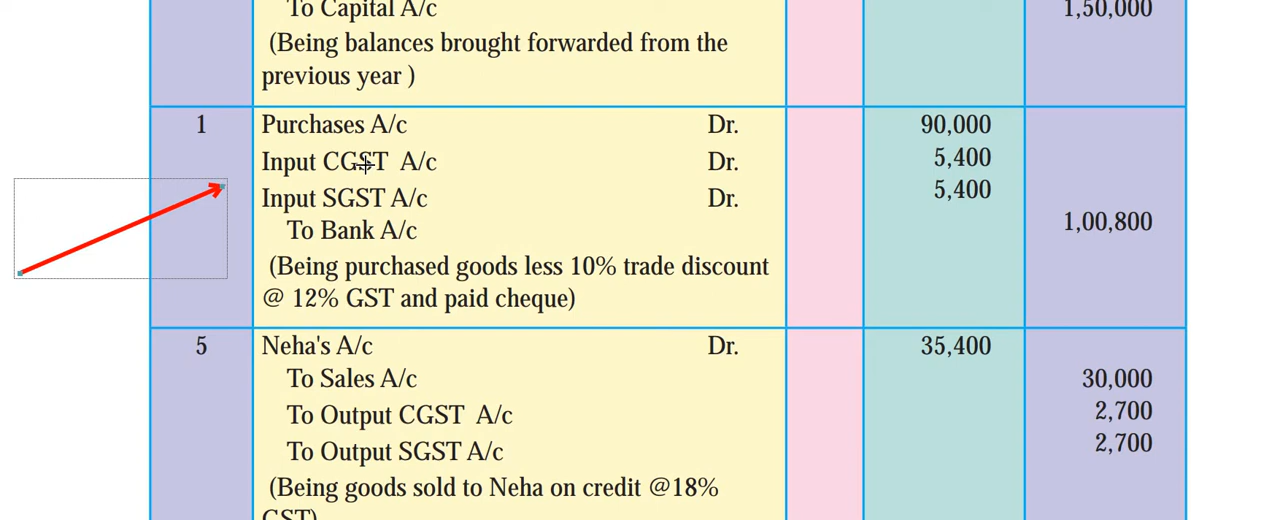 To Capital A/c 1,50,000
(Being balances brought forwarded from the
previous year )
1 Purchases A/c Dr. 90,000
Input CGST A/c Dr. 5,400
Input SGST A/c Dr. 5,400
To Bank A/c 1,00,800
(Being purchased goods less 10% trade discount
@ 12% GST and paid cheque)
5 Neha's A/c Dr. 35,400
To Sales A/c 30,000
To Output CGST A/c 2,700
To Output SGST A/c 2,700
(Being goods sold to Neha on credit @18%
GST)